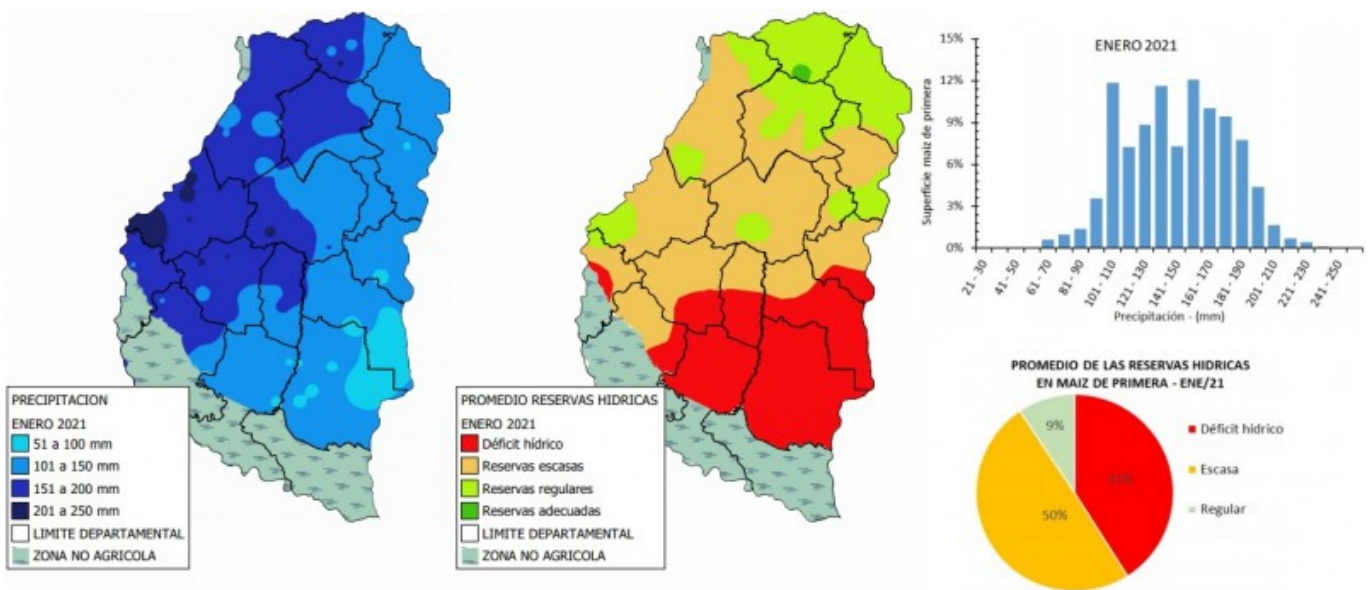 PRECIPITACION
ENERO 2021
51 a 100 mm
101 a 150 mm
151 a 200 mm
201 a 250 mm
LIMITE DEPARTAMENTAL
ZONA NO AGRICOLA
PROMEDIO RESERVAS HIDRICAS
ENERO 2021
Déficit hídrico
Reservas escasas
Reservas regulares
Reservas adecuadas
LIMITE DEPARTAMENTAL
ZONA NO AGRICOLA
ENERO 2021
Superficie maiz de primera
15%
12%
9%
6%
3%
0%
21 - 30
41 - 50
61 - 70
81 - 90
101 - 110
121 - 130
141 - 150
161 - 170
181 - 190
201 - 210
221 - 230
241 - 250
Precipitación - (mm)
PROMEDIO DE LAS RESERVAS HIDRICAS
EN MAIZ DE PRIMERA - ENE/21
9%
41%
50%
Déficit hídrico
Escasa
Regular